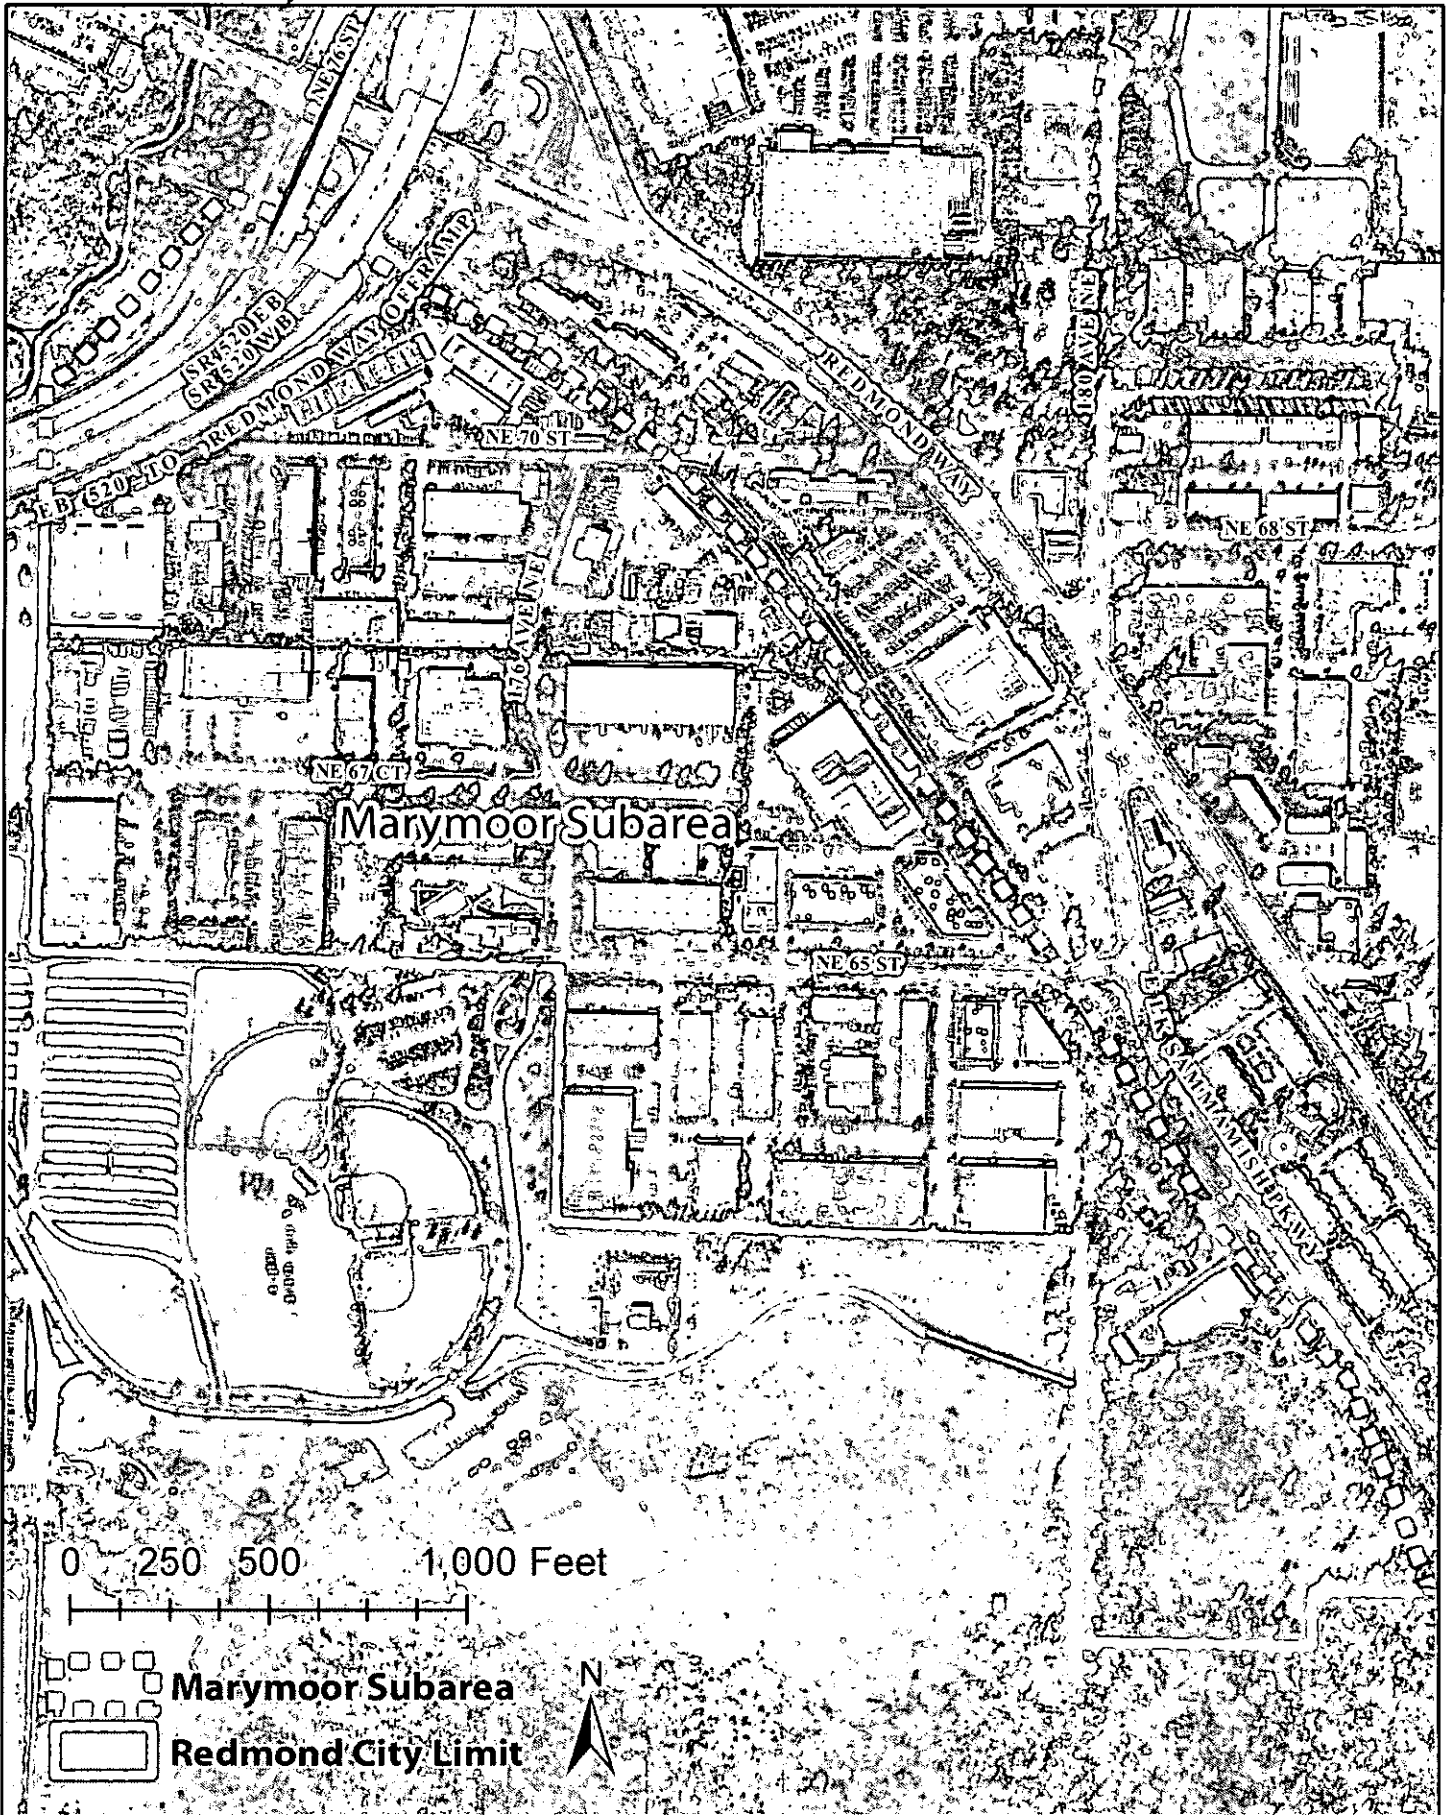 NE 76 STR
SR 520 EB
SR 520 WB
EB 520 TO REDMOND WAY OFF RAMP
NE 70 ST
REDMOND WAY
180 AVE NE
NE 68 ST
176 AVE NE
NE 67 CT
Marymoor Subarea
NE 65 ST
E LK SAMMAMISH PKWY
0 250 500 1,000 Feet
Marymoor Subarea
N
Redmond City Limit